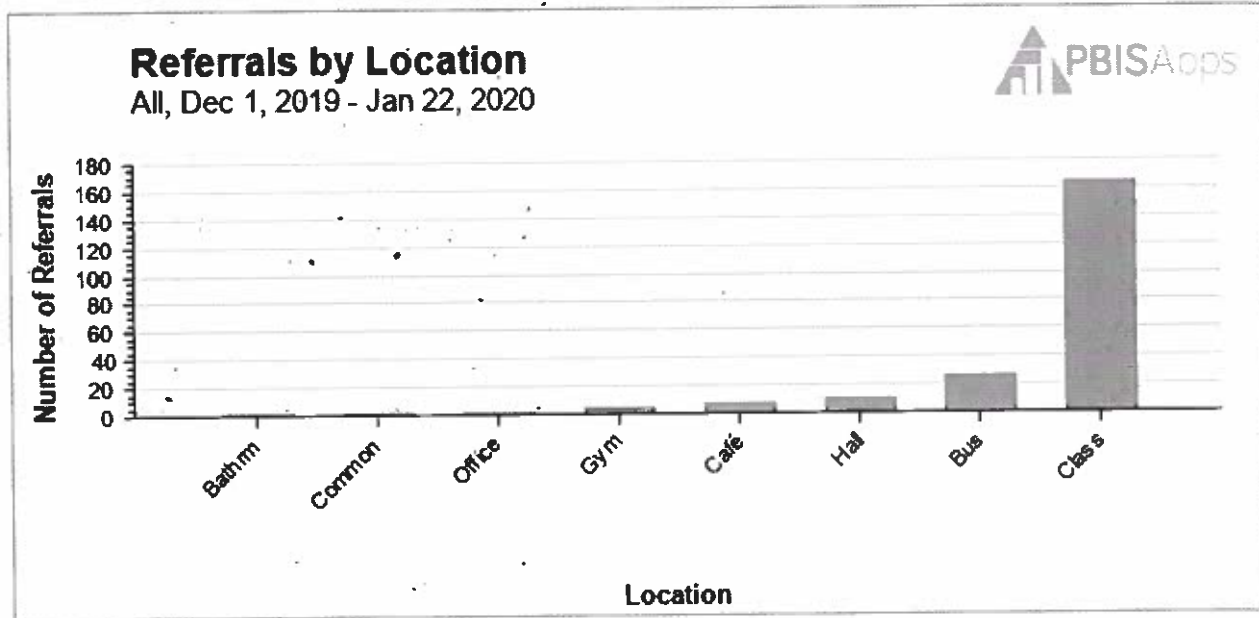 Referrals by Location
All, Dec 1, 2019 - Jan 22, 2020
PBISApps
Number of Referrals
180
160
140
120
100
80
60
40
20
0
Bathrm
Common
Office
Gym
Café
Hall
Bus
Class
Location